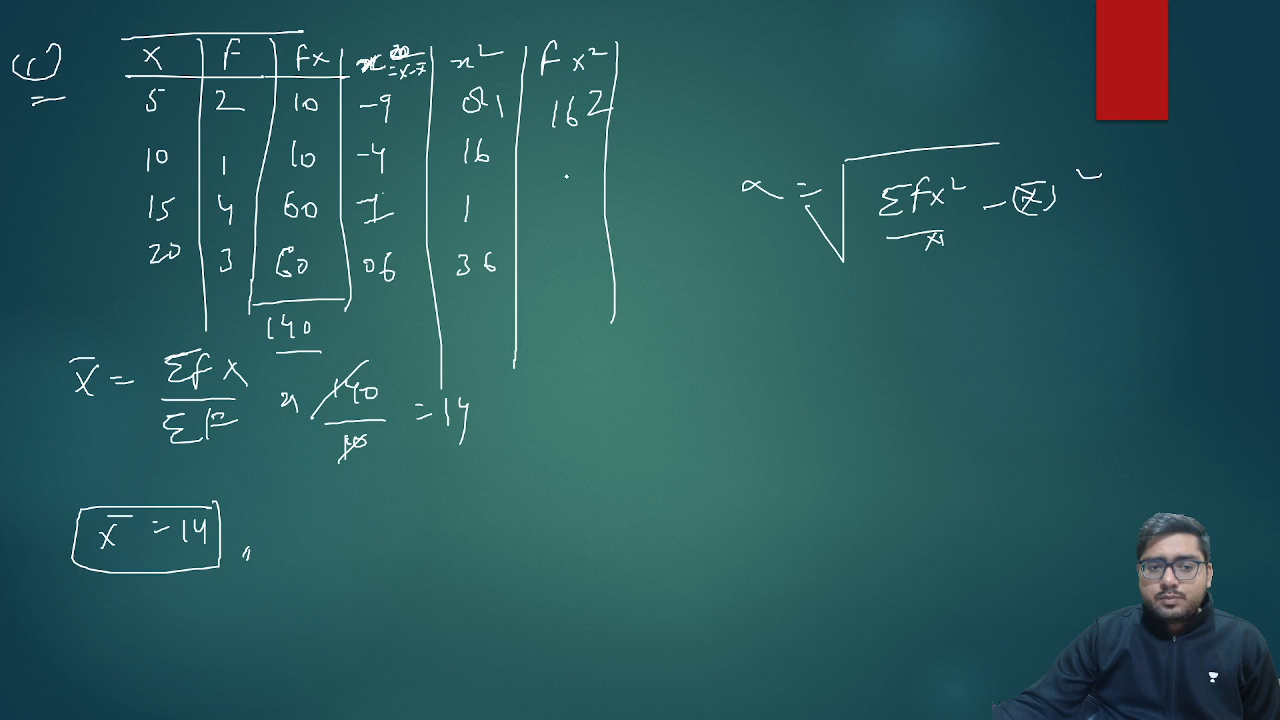 X F fx x = x - x̄ x² f x²
5 2 10 -9 81 162
10 1 10 -4 16
15 4 60 1 1
20 3 60 06 36
140
x̄ = Σfx / ΣF = 140 / 10 = 14
x̄ = 14
= √ Σfx² / N - (x̄)²